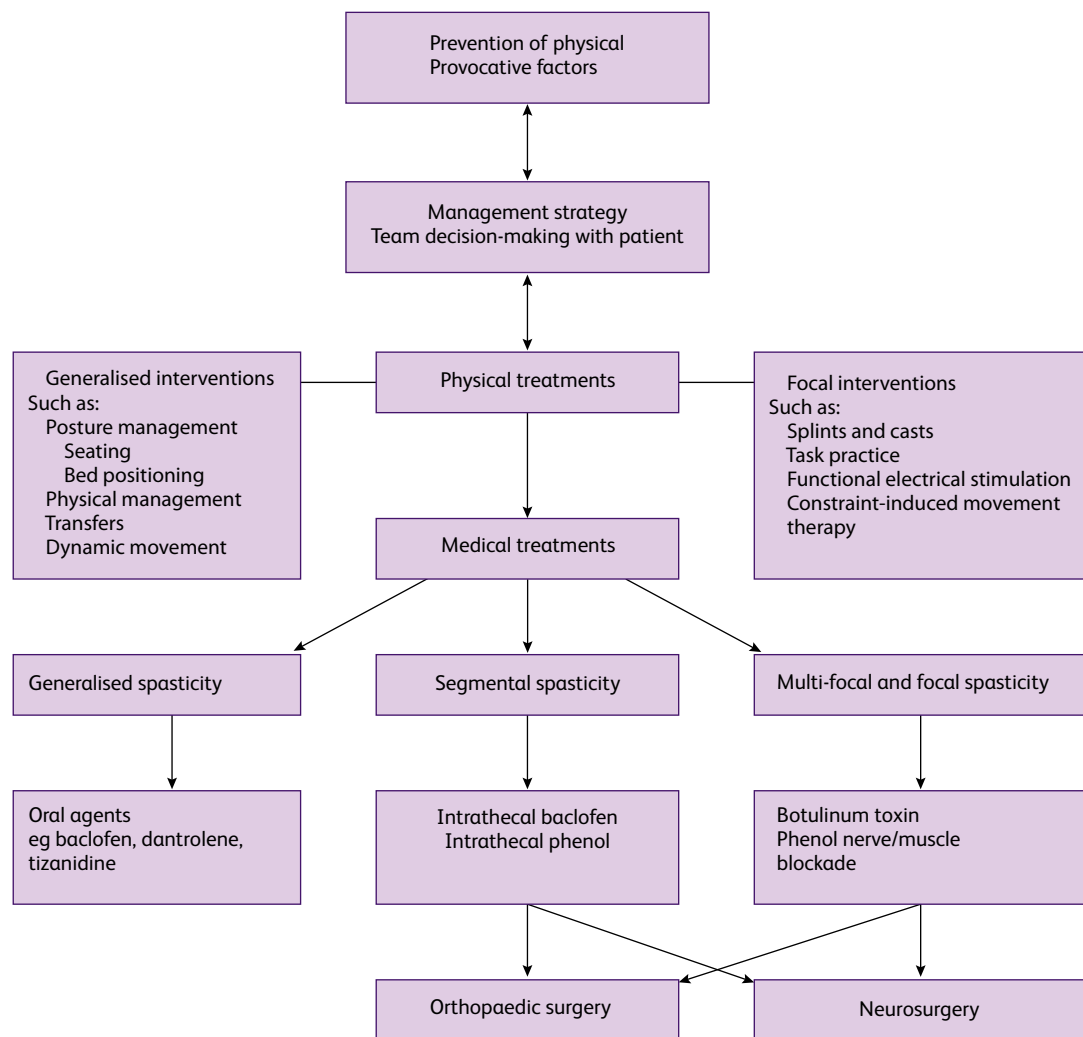 Prevention of physical
Provocative factors
Management strategy
Team decision-making with patient
Generalised interventions
Such as:
Posture management
Seating
Bed positioning
Physical management
Transfers
Dynamic movement
Physical treatments
Focal interventions
Such as:
Splints and casts
Task practice
Functional electrical stimulation
Constraint-induced movement
therapy
Medical treatments
Generalised spasticity
Segmental spasticity
Multi-focal and focal spasticity
Oral agents
eg baclofen, dantrolene,
tizanidine
Intrathecal baclofen
Intrathecal phenol
Botulinum toxin
Phenol nerve/muscle
blockade
Orthopaedic surgery
Neurosurgery